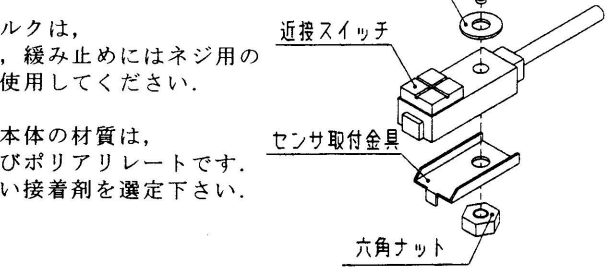 ルクは,
, 緩み止めにはネジ用の
使用してください.
本体の材質は,
びポリアリレートです.
い接着剤を選定下さい.
近接スイッチ
センサ取付金具
六角ナット